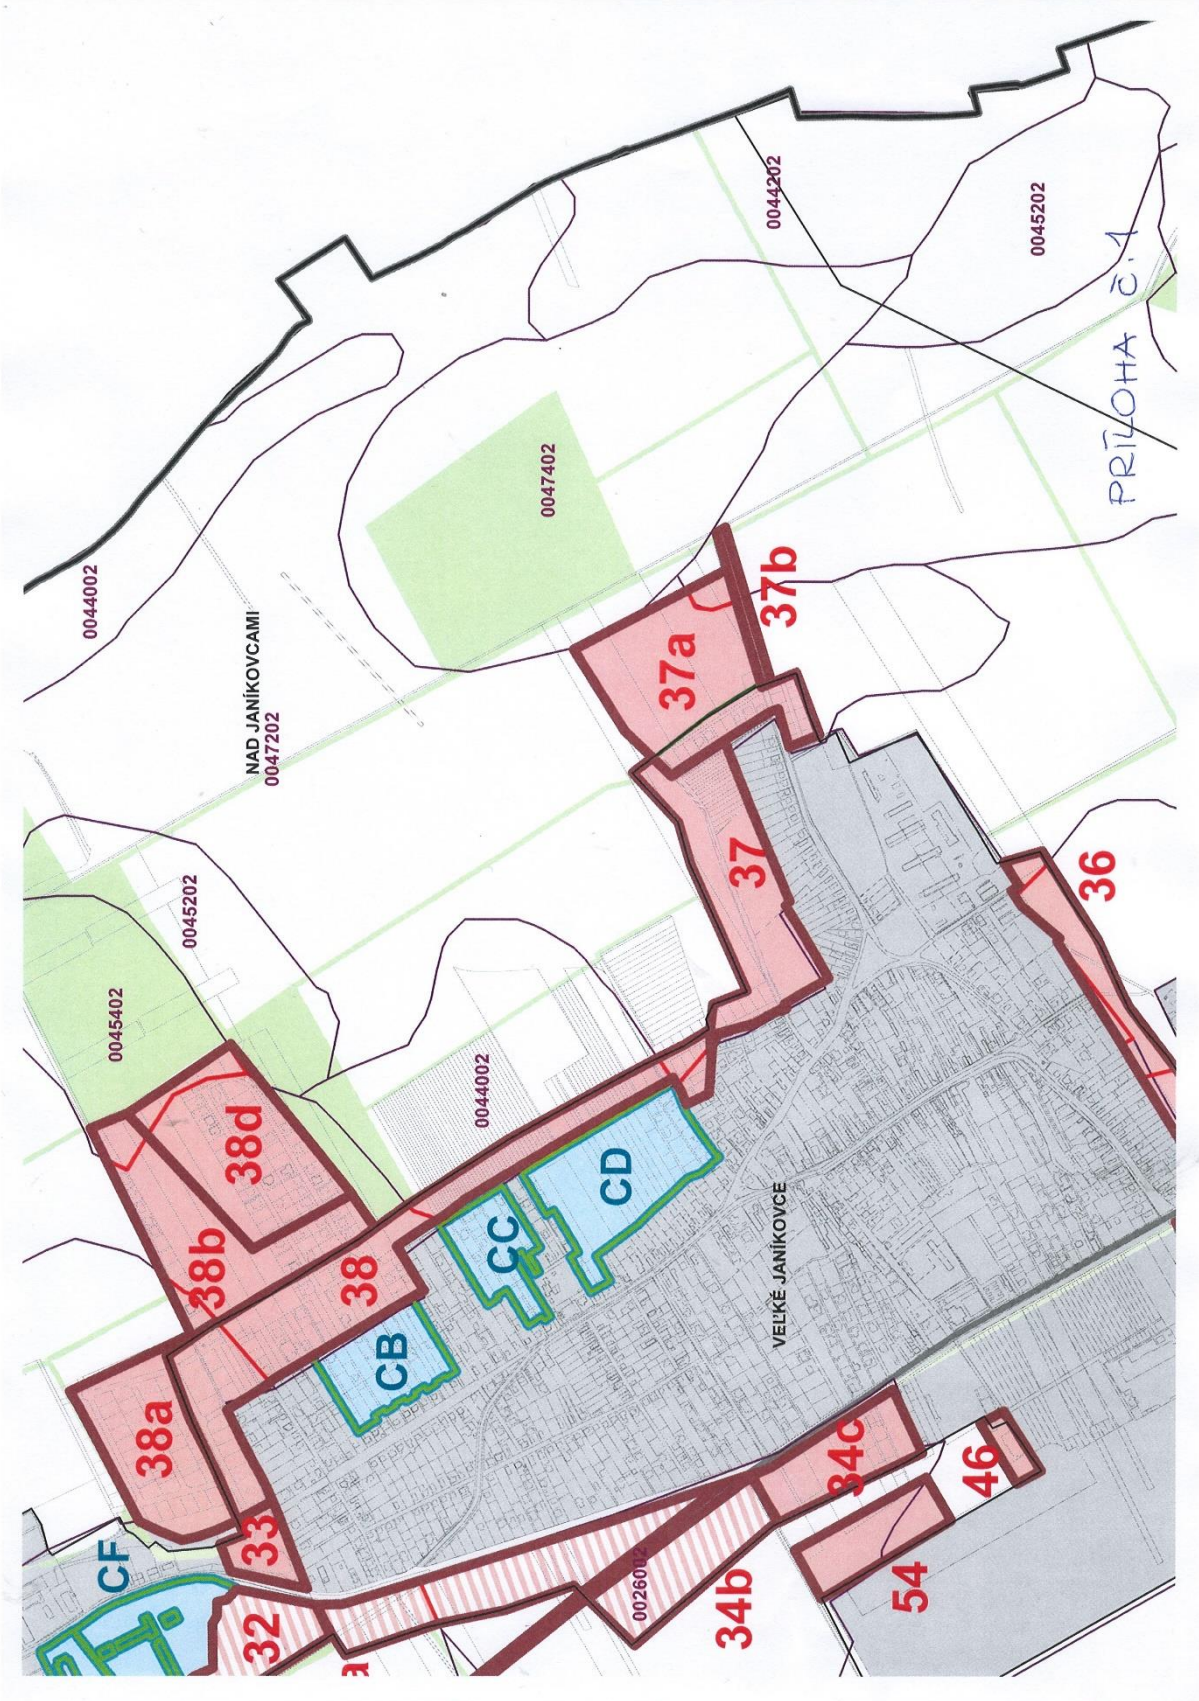 0044202
0045202
PRÍLOHA Č.1
0047402
0044002
NAD JANÍKOVCAMI
0047202
37b
37a
37
36
0045202
0045402
0044002
38d
38b
38
38a
CD
CC
CB
VEĽKÉ JANÍKOVCE
33
CF
32
a
34c
46
54
34b
0026002